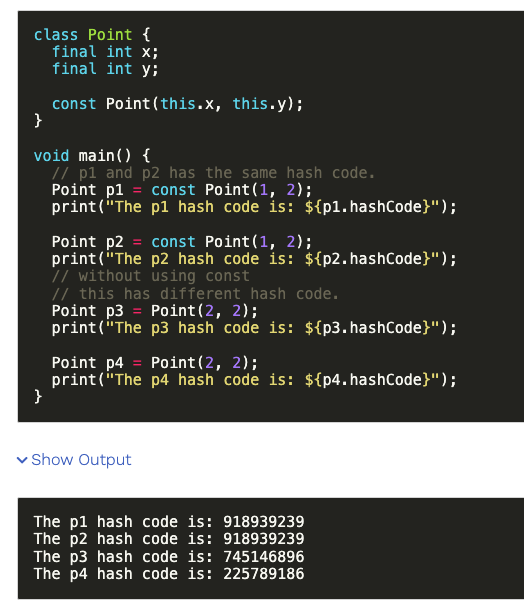 class Point {
  final int x;
  final int y;

  const Point(this.x, this.y);
}

void main() {
  // p1 and p2 has the same hash code.
  Point p1 = const Point(1, 2);
  print("The p1 hash code is: ${p1.hashCode}");

  Point p2 = const Point(1, 2);
  print("The p2 hash code is: ${p2.hashCode}");
  // without using const
  // this has different hash code.
  Point p3 = Point(2, 2);
  print("The p3 hash code is: ${p3.hashCode}");

  Point p4 = Point(2, 2);
  print("The p4 hash code is: ${p4.hashCode}");
}
Show Output
The p1 hash code is: 918939239
The p2 hash code is: 918939239
The p3 hash code is: 745146896
The p4 hash code is: 225789186